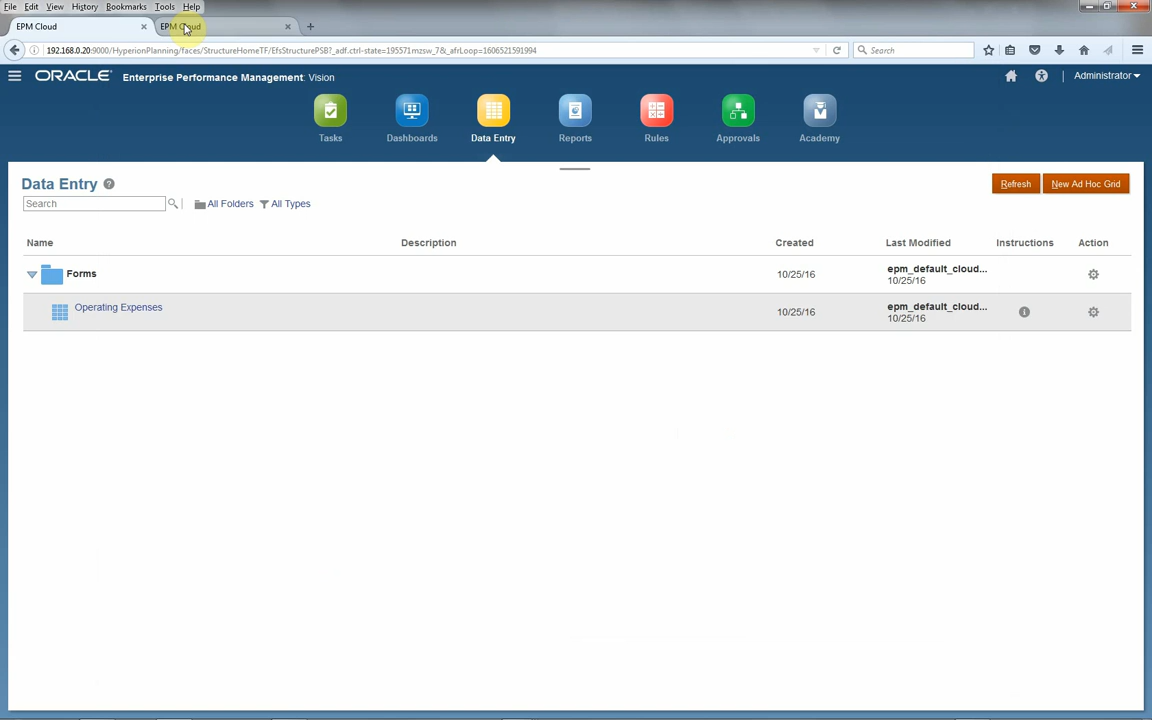 File Edit View History Bookmarks Tools Help
EPM Cloud EPM Cloud
192.168.0.20:9000/HyperionPlanning/faces/StructureHomeTF/EfsStructurePSB?_adf.ctrl-state=195571mzsw_7&_afrLoop=1606521591994 Search
ORACLE Enterprise Performance Management: Vision Administrator
Tasks Dashboards Data Entry Reports Rules Approvals Academy
Data Entry ?
Refresh New Ad Hoc Grid
Search All Folders All Types
Name Description Created Last Modified Instructions Action
Forms 10/25/16 epm_default_cloud...
10/25/16
Operating Expenses 10/25/16 epm_default_cloud...
10/25/16